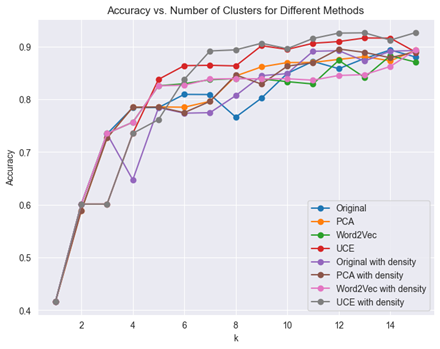 Accuracy vs. Number of Clusters for Different Methods
Accuracy
0.9
0.8
0.7
0.6
0.5
0.4
2
4
6
8
10
12
14
k
Original
PCA
Word2Vec
UCE
Original with density
PCA with density
Word2Vec with density
UCE with density